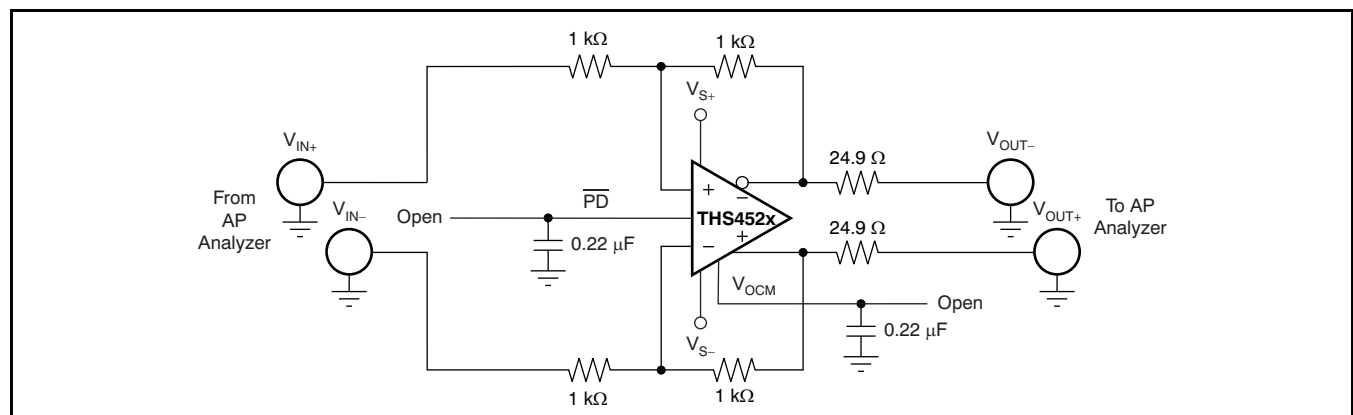 1 kΩ
1 kΩ
V_S+
V_IN+
V_OUT−
24.9 Ω
From
AP
Analyzer
V_IN−
PD
Open
+
−
THS452x
−
+
V_OUT+
To AP
Analyzer
24.9 Ω
0.22 μF
V_OCM
Open
0.22 μF
V_S−
1 kΩ
1 kΩ